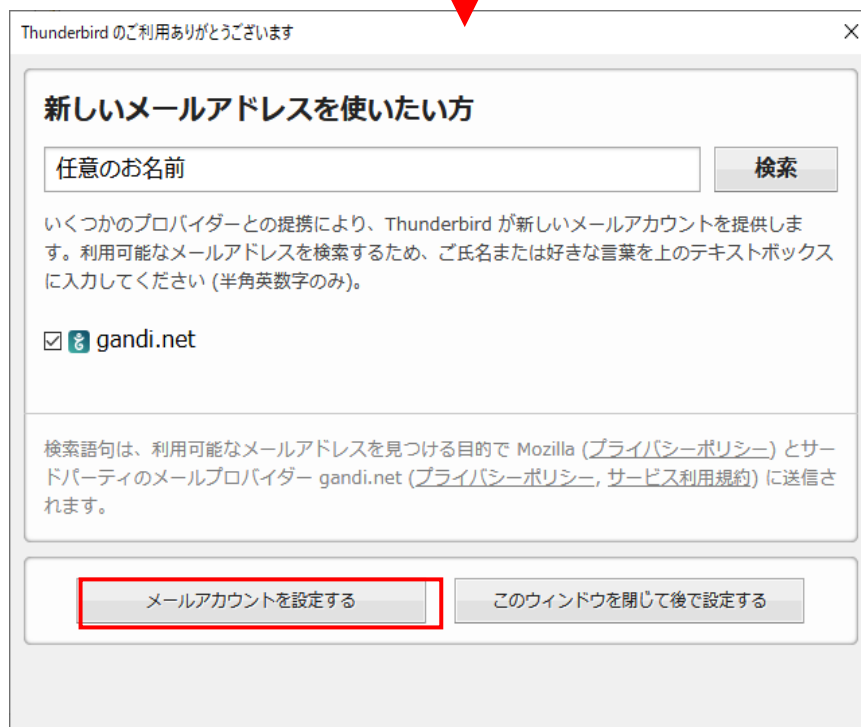 Thunderbird のご利用ありがとうございます
新しいメールアドレスを使いたい方
任意のお名前
検索
いくつかのプロバイダーとの提携により、Thunderbird が新しいメールアカウントを提供しま
す。利用可能なメールアドレスを検索するため、ご氏名または好きな言葉を上のテキストボックス
に入力してください (半角英数字のみ)。
gandi.net
検索語句は、利用可能なメールアドレスを見つける目的で Mozilla (プライバシーポリシー) とサー
ドパーティのメールプロバイダー gandi.net (プライバシーポリシー, サービス利用規約) に送信さ
れます。
メールアカウントを設定する
このウィンドウを閉じて後で設定する